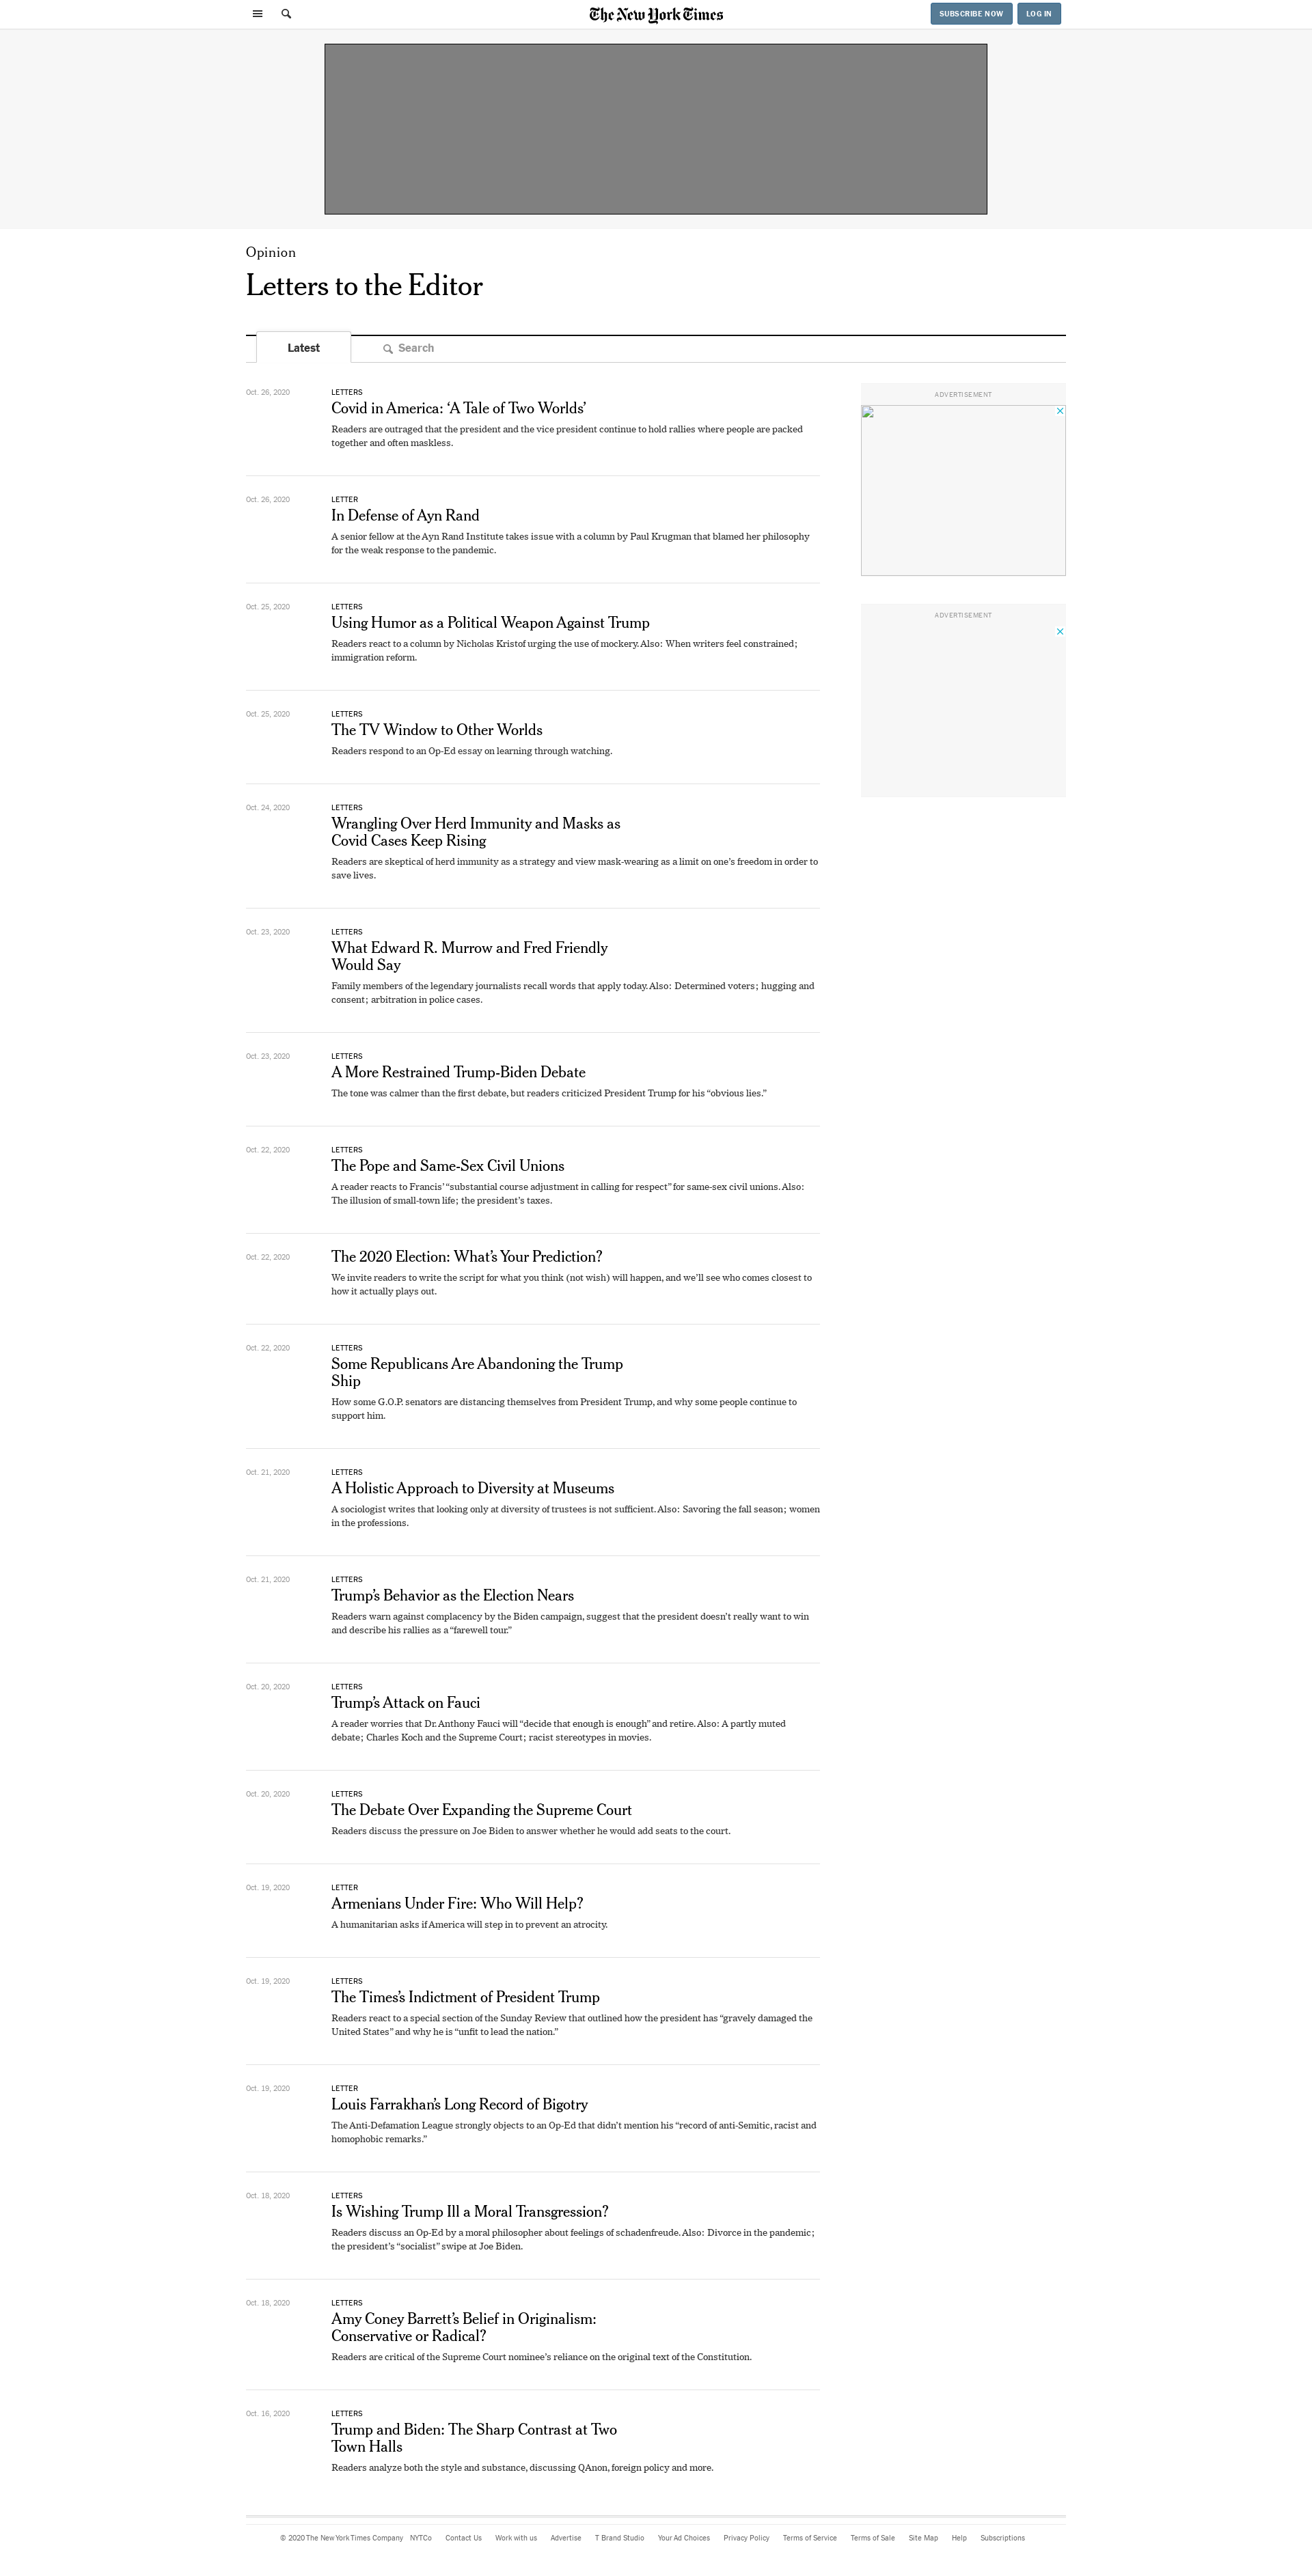 The New York Times
SUBSCRIBE NOW
LOG IN
Opinion
Letters to the Editor
Latest
Search
Oct. 26, 2020
LETTERS
Covid in America: ‘A Tale of Two Worlds’
Readers are outraged that the president and the vice president continue to hold rallies where people are packed
together and often maskless.
ADVERTISEMENT
Oct. 26, 2020
LETTER
In Defense of Ayn Rand
A senior fellow at the Ayn Rand Institute takes issue with a column by Paul Krugman that blamed her philosophy
for the weak response to the pandemic.
Oct. 25, 2020
LETTERS
Using Humor as a Political Weapon Against Trump
Readers react to a column by Nicholas Kristof urging the use of mockery. Also: When writers feel constrained;
immigration reform.
ADVERTISEMENT
Oct. 25, 2020
LETTERS
The TV Window to Other Worlds
Readers respond to an Op-Ed essay on learning through watching.
Oct. 24, 2020
LETTERS
Wrangling Over Herd Immunity and Masks as
Covid Cases Keep Rising
Readers are skeptical of herd immunity as a strategy and view mask-wearing as a limit on one’s freedom in order to
save lives.
Oct. 23, 2020
LETTERS
What Edward R. Murrow and Fred Friendly
Would Say
Family members of the legendary journalists recall words that apply today. Also: Determined voters; hugging and
consent; arbitration in police cases.
Oct. 23, 2020
LETTERS
A More Restrained Trump-Biden Debate
The tone was calmer than the first debate, but readers criticized President Trump for his “obvious lies.”
Oct. 22, 2020
LETTERS
The Pope and Same-Sex Civil Unions
A reader reacts to Francis’ “substantial course adjustment in calling for respect” for same-sex civil unions. Also:
The illusion of small-town life; the president’s taxes.
Oct. 22, 2020
The 2020 Election: What’s Your Prediction?
We invite readers to write the script for what you think (not wish) will happen, and we’ll see who comes closest to
how it actually plays out.
Oct. 22, 2020
LETTERS
Some Republicans Are Abandoning the Trump
Ship
How some G.O.P. senators are distancing themselves from President Trump, and why some people continue to
support him.
Oct. 21, 2020
LETTERS
A Holistic Approach to Diversity at Museums
A sociologist writes that looking only at diversity of trustees is not sufficient. Also: Savoring the fall season; women
in the professions.
Oct. 21, 2020
LETTERS
Trump’s Behavior as the Election Nears
Readers warn against complacency by the Biden campaign, suggest that the president doesn’t really want to win
and describe his rallies as a “farewell tour.”
Oct. 20, 2020
LETTERS
Trump’s Attack on Fauci
A reader worries that Dr. Anthony Fauci will “decide that enough is enough” and retire. Also: A partly muted
debate; Charles Koch and the Supreme Court; racist stereotypes in movies.
Oct. 20, 2020
LETTERS
The Debate Over Expanding the Supreme Court
Readers discuss the pressure on Joe Biden to answer whether he would add seats to the court.
Oct. 19, 2020
LETTER
Armenians Under Fire: Who Will Help?
A humanitarian asks if America will step in to prevent an atrocity.
Oct. 19, 2020
LETTERS
The Times’s Indictment of President Trump
Readers react to a special section of the Sunday Review that outlined how the president has “gravely damaged the
United States” and why he is “unfit to lead the nation.”
Oct. 19, 2020
LETTER
Louis Farrakhan’s Long Record of Bigotry
The Anti-Defamation League strongly objects to an Op-Ed that didn’t mention his “record of anti-Semitic, racist and
homophobic remarks.”
Oct. 18, 2020
LETTERS
Is Wishing Trump Ill a Moral Transgression?
Readers discuss an Op-Ed by a moral philosopher about feelings of schadenfreude. Also: Divorce in the pandemic;
the president’s “socialist” swipe at Joe Biden.
Oct. 18, 2020
LETTERS
Amy Coney Barrett’s Belief in Originalism:
Conservative or Radical?
Readers are critical of the Supreme Court nominee’s reliance on the original text of the Constitution.
Oct. 16, 2020
LETTERS
Trump and Biden: The Sharp Contrast at Two
Town Halls
Readers analyze both the style and substance, discussing QAnon, foreign policy and more.
© 2020 The New York Times Company NYTCo Contact Us Work with us Advertise T Brand Studio Your Ad Choices Privacy Policy Terms of Service Terms of Sale Site Map Help Subscriptions